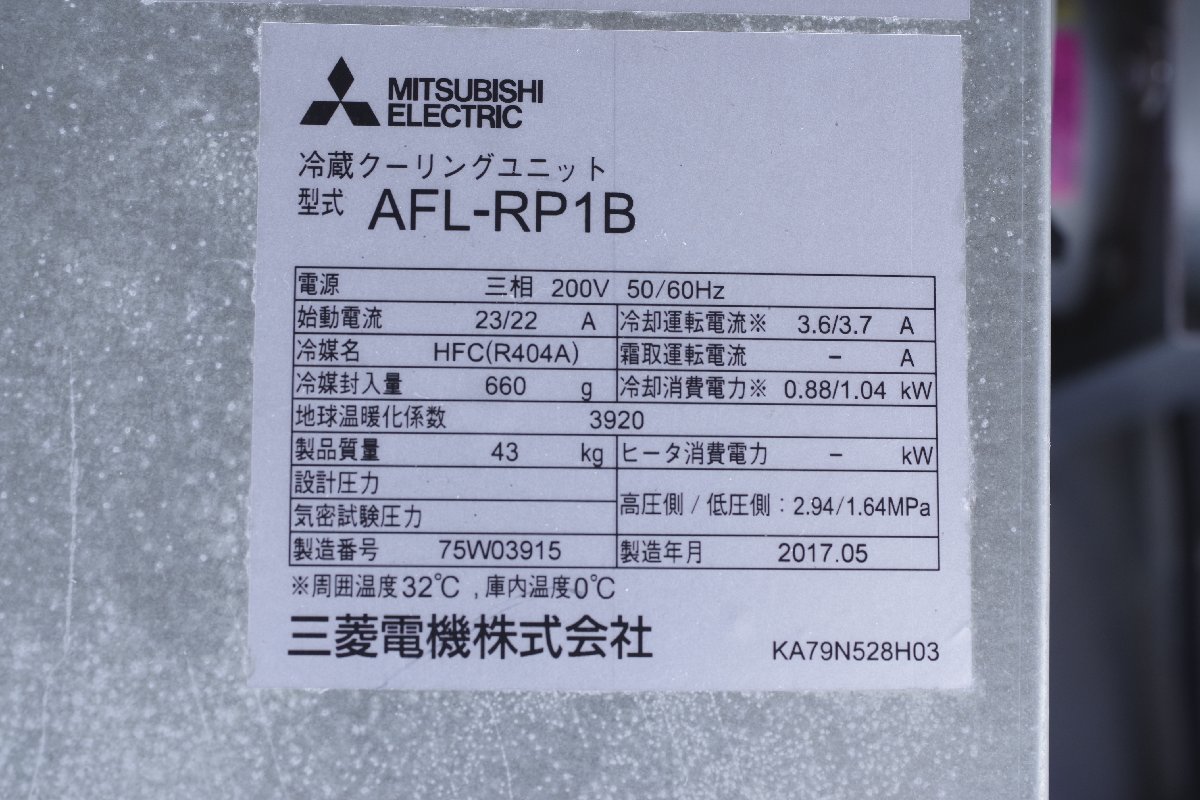 MITSUBISHI
ELECTRIC
冷蔵クーリングユニット
型式 AFL-RP1B
電源 三相 200V 50/60Hz
始動電流 23/22 A 冷却運転電流※ 3.6/3.7 A
冷媒名 HFC(R404A) 霜取運転電流 － A
冷媒封入量 660 g 冷却消費電力※ 0.88/1.04 kW
地球温暖化係数 3920
製品質量 43 kg ヒータ消費電力 － kW
設計圧力
気密試験圧力 高圧側 / 低圧側 : 2.94/1.64MPa
製造番号 75W03915 製造年月 2017.05
※周囲温度32℃ , 庫内温度0℃
三菱電機株式会社 KA79N528H03